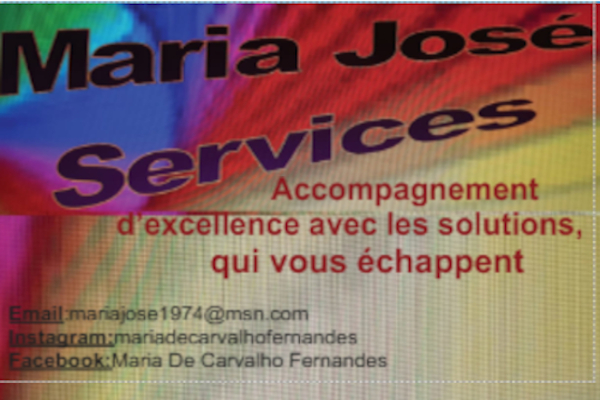 Maria José
Services
Accompagnement
d'excellence avec les solutions,
qui vous échappent
Email:mariajose1974@msn.com
Instagram:mariadecarvalhofernandes
Facebook:Maria De Carvalho Fernandes